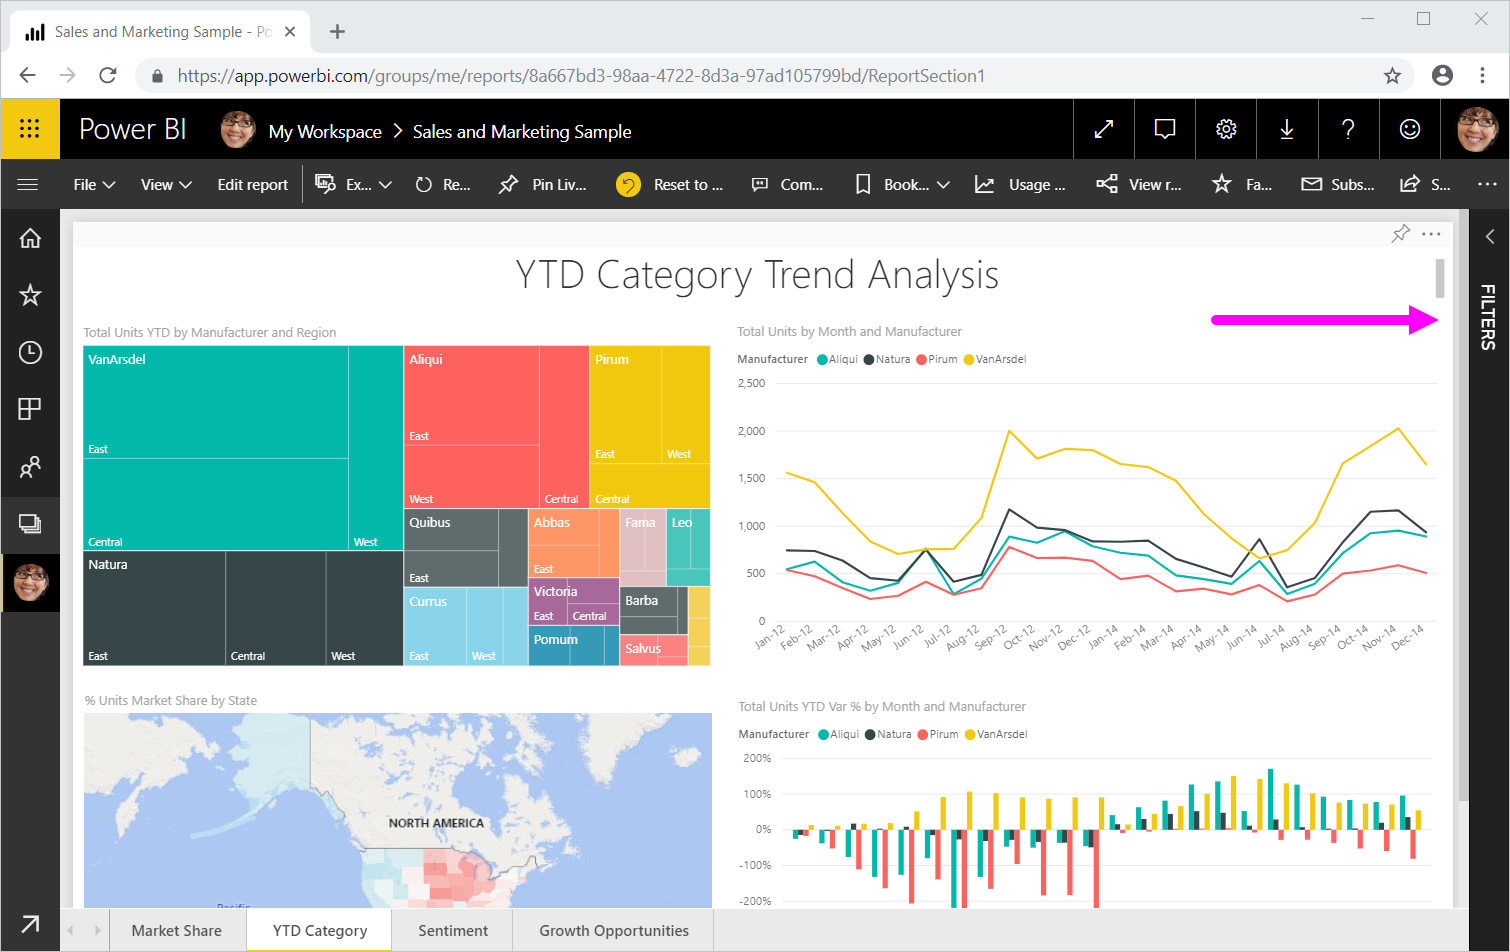 Sales and Marketing Sample - Po
https://app.powerbi.com/groups/me/reports/8a667bd3-98aa-4722-8d3a-97ad105799bd/ReportSection1
Power BI My Workspace > Sales and Marketing Sample ?
File View Edit report Ex... Re... Pin Liv... Reset to ... Com... Book... Usage ... View r... Fa... Subs... S... ...
FILTERS
YTD Category Trend Analysis
Total Units YTD by Manufacturer and Region
VanArsdel
East
Central
West
Natura
East
Central
West
Aliqui
East
West
Central
Pirum
East
West
Central
Quibus
East
Currus
East
West
Abbas
East
Victoria
East
Central
Pomum
Fama
Leo
Barba
Salvus
Total Units by Month and Manufacturer
Manufacturer Aliqui Natura Pirum VanArsdel
2,500
2,000
1,500
1,000
500
0
Jan-12 Feb-12 Mar-12 Apr-12 May-12 Jun-12 Jul-12 Aug-12 Sep-12 Oct-12 Nov-12 Dec-12 Jan-14 Feb-14 Mar-14 Apr-14 May-14 Jun-14 Jul-14 Aug-14 Sep-14 Oct-14 Nov-14 Dec-14
% Units Market Share by State
NORTH AMERICA
Pacific
Total Units YTD Var % by Month and Manufacturer
Manufacturer Aliqui Natura Pirum VanArsdel
200%
100%
0%
-100%
-200%
Market Share YTD Category Sentiment Growth Opportunities